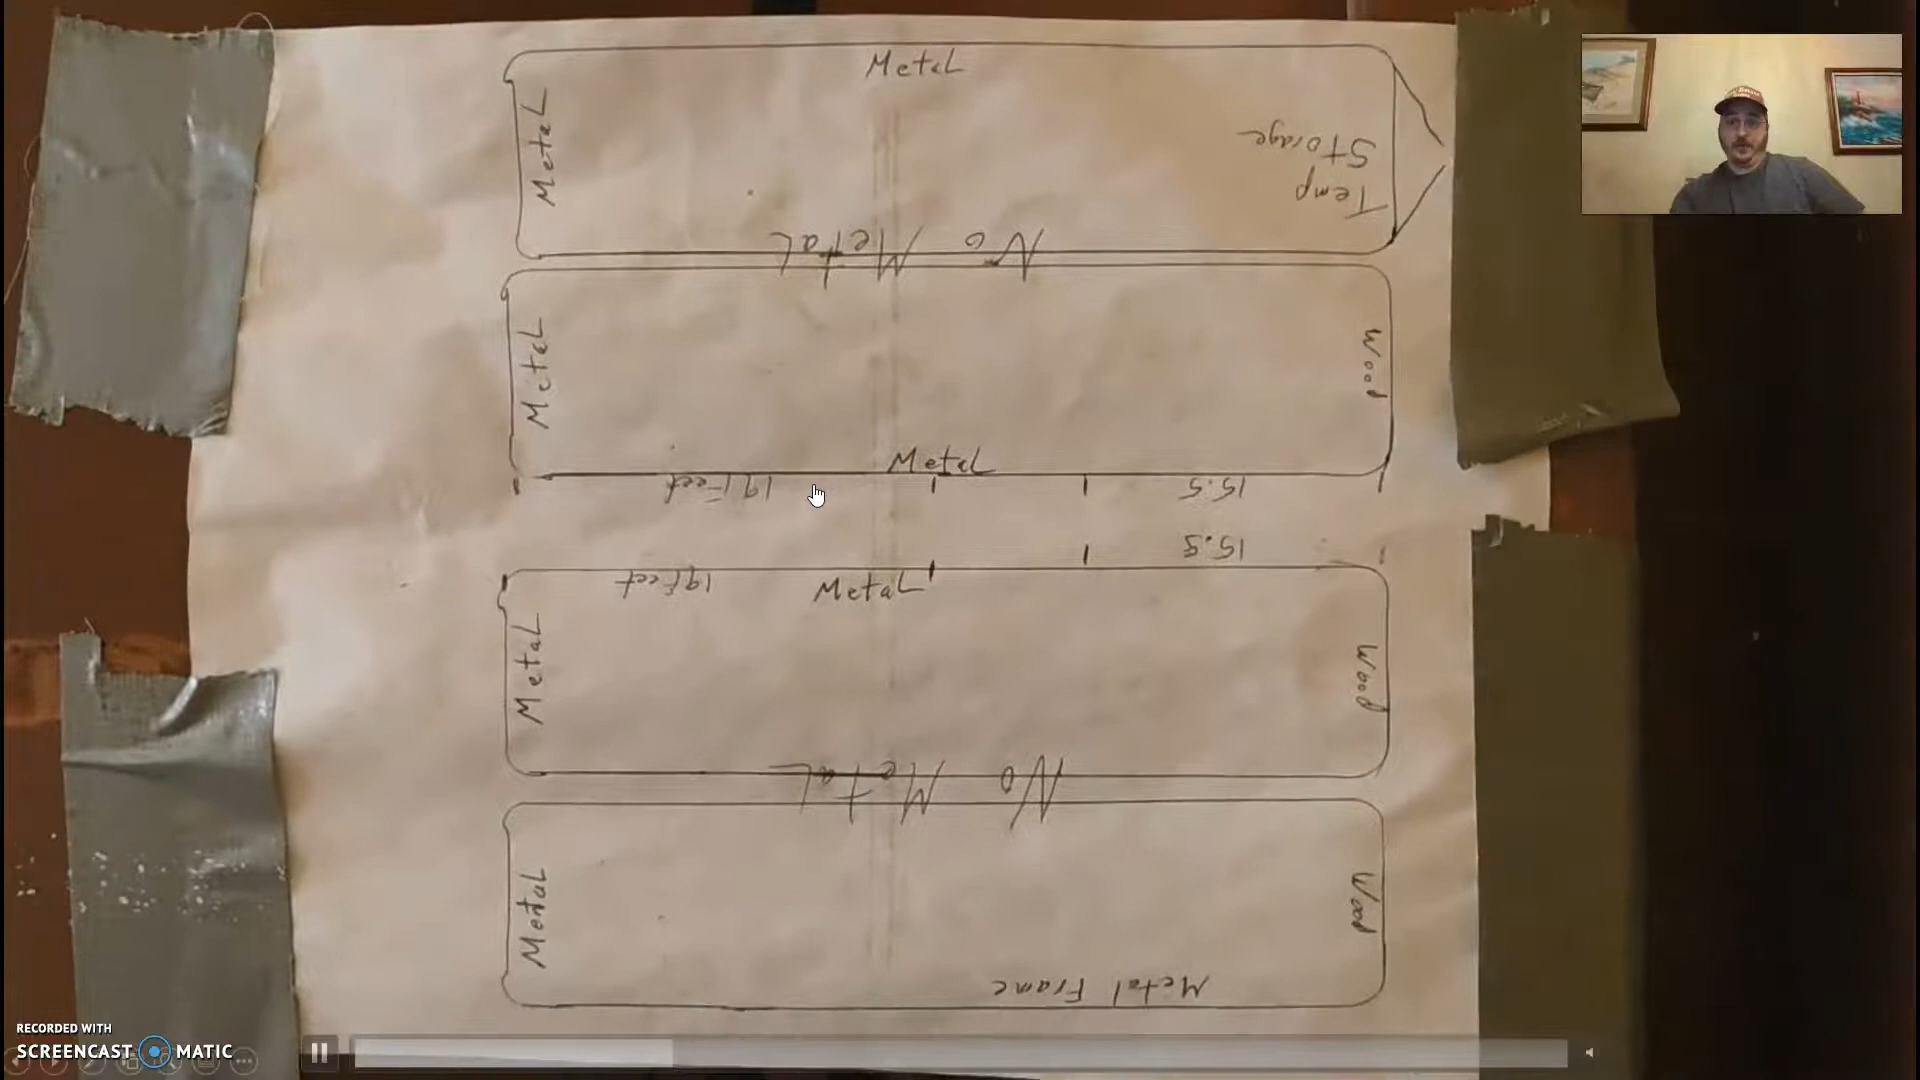 Metal
Metal
Temp
Storage
No Metal
Metal
Wood
Metal
19 Feet
15.5
15.5
19 Feet
Metal
Metal
Wood
No Metal
Metal
Wood
Metal Frame
RECORDED WITH
SCREENCAST MATIC